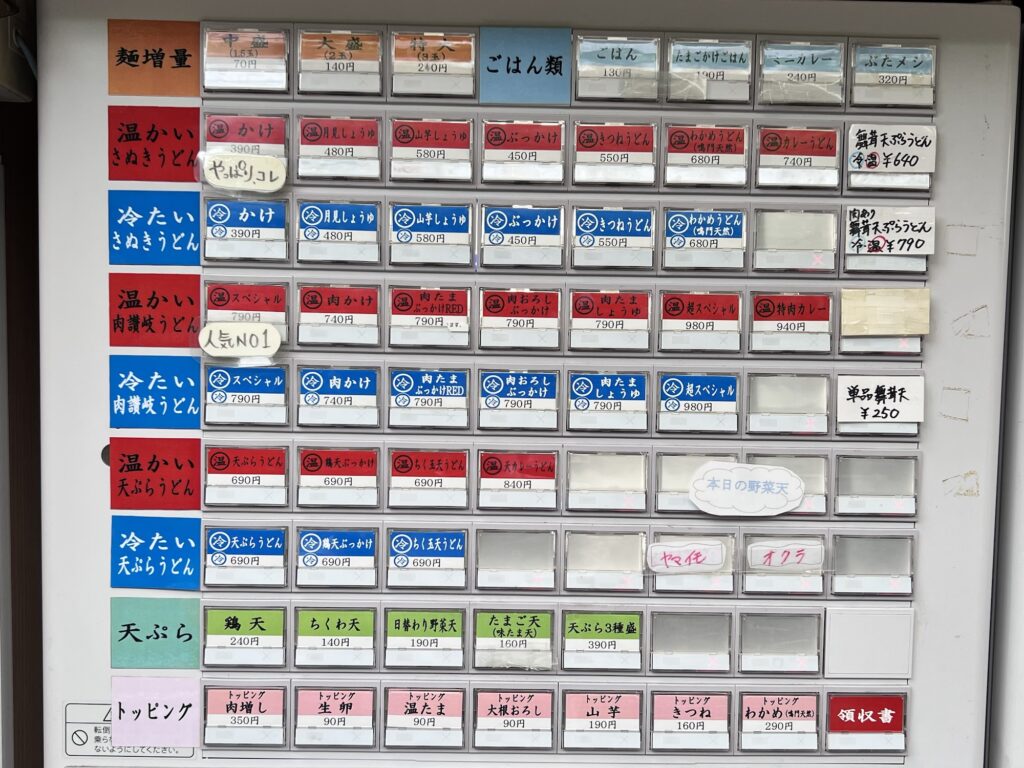 麺増量
中盛
(1.5玉)
70円
大盛
(2玉)
140円
特大
(3玉)
240円
ごはん類
ごはん
130円
たまごかけごはん
190円
ミニカレー
240円
ぶたメシ
320円
温かい
さぬきうどん
温 かけ
390円
やっぱり、コレ
温 月見しょうゆ
480円
温 山芋しょうゆ
580円
温 ぶっかけ
450円
温 きつねうどん
550円
温 わかめうどん
(鳴門天然)
680円
温 カレーうどん
740円
舞茸天ぷらうどん
冷 温 ¥640
冷たい
さぬきうどん
冷 かけ
冷 390円
冷 月見しょうゆ
冷 480円
冷 山芋しょうゆ
冷 580円
冷 ぶっかけ
冷 450円
冷 きつねうどん
冷 550円
冷 わかめうどん
(鳴門天然)
冷 680円
肉入り
舞茸天ぷらうどん
冷 温 ¥790
温かい
肉讃岐うどん
温 スペシャル
790円
人気NO1
温 肉かけ
740円
温 肉たま
ぶっかけRED
790円
温 肉おろし
ぶっかけ
790円
温 肉たま
しょうゆ
790円
温 超スペシャル
980円
温 特肉カレー
940円
冷たい
肉讃岐うどん
冷 スペシャル
冷 790円
冷 肉かけ
冷 740円
冷 肉たま
ぶっかけRED
冷 790円
冷 肉おろし
ぶっかけ
冷 790円
冷 肉たま
しょうゆ
冷 790円
冷 超スペシャル
冷 980円
単品舞茸天
¥250
温かい
天ぷらうどん
温 天ぷらうどん
690円
温 鶏天ぶっかけ
690円
温 ちく玉天うどん
690円
温 天カレーうどん
840円
本日の野菜天
冷たい
天ぷらうどん
冷 天ぷらうどん
冷 690円
冷 鶏天ぶっかけ
冷 690円
冷 ちく玉天うどん
冷 690円
ヤマイモ
オクラ
天ぷら
鶏天
240円
ちくわ天
140円
日替わり野菜天
190円
たまご天
(味たま天)
160円
天ぷら3種盛
390円
トッピング
トッピング
肉増し
350円
トッピング
生卵
90円
トッピング
温たま
90円
トッピング
大根おろし
90円
トッピング
山芋
190円
トッピング
きつね
160円
トッピング
わかめ(鳴門天然)
290円
領収書
転倒
乗らな
ないようにしてください。